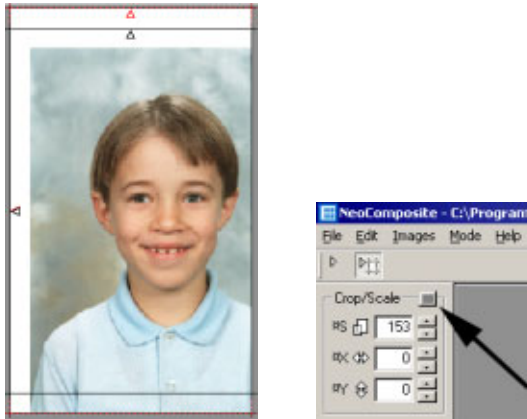 NeoComposite - C:\Program
File Edit Images Mode Help
Crop/Scale
S 153
X 0
Y 0